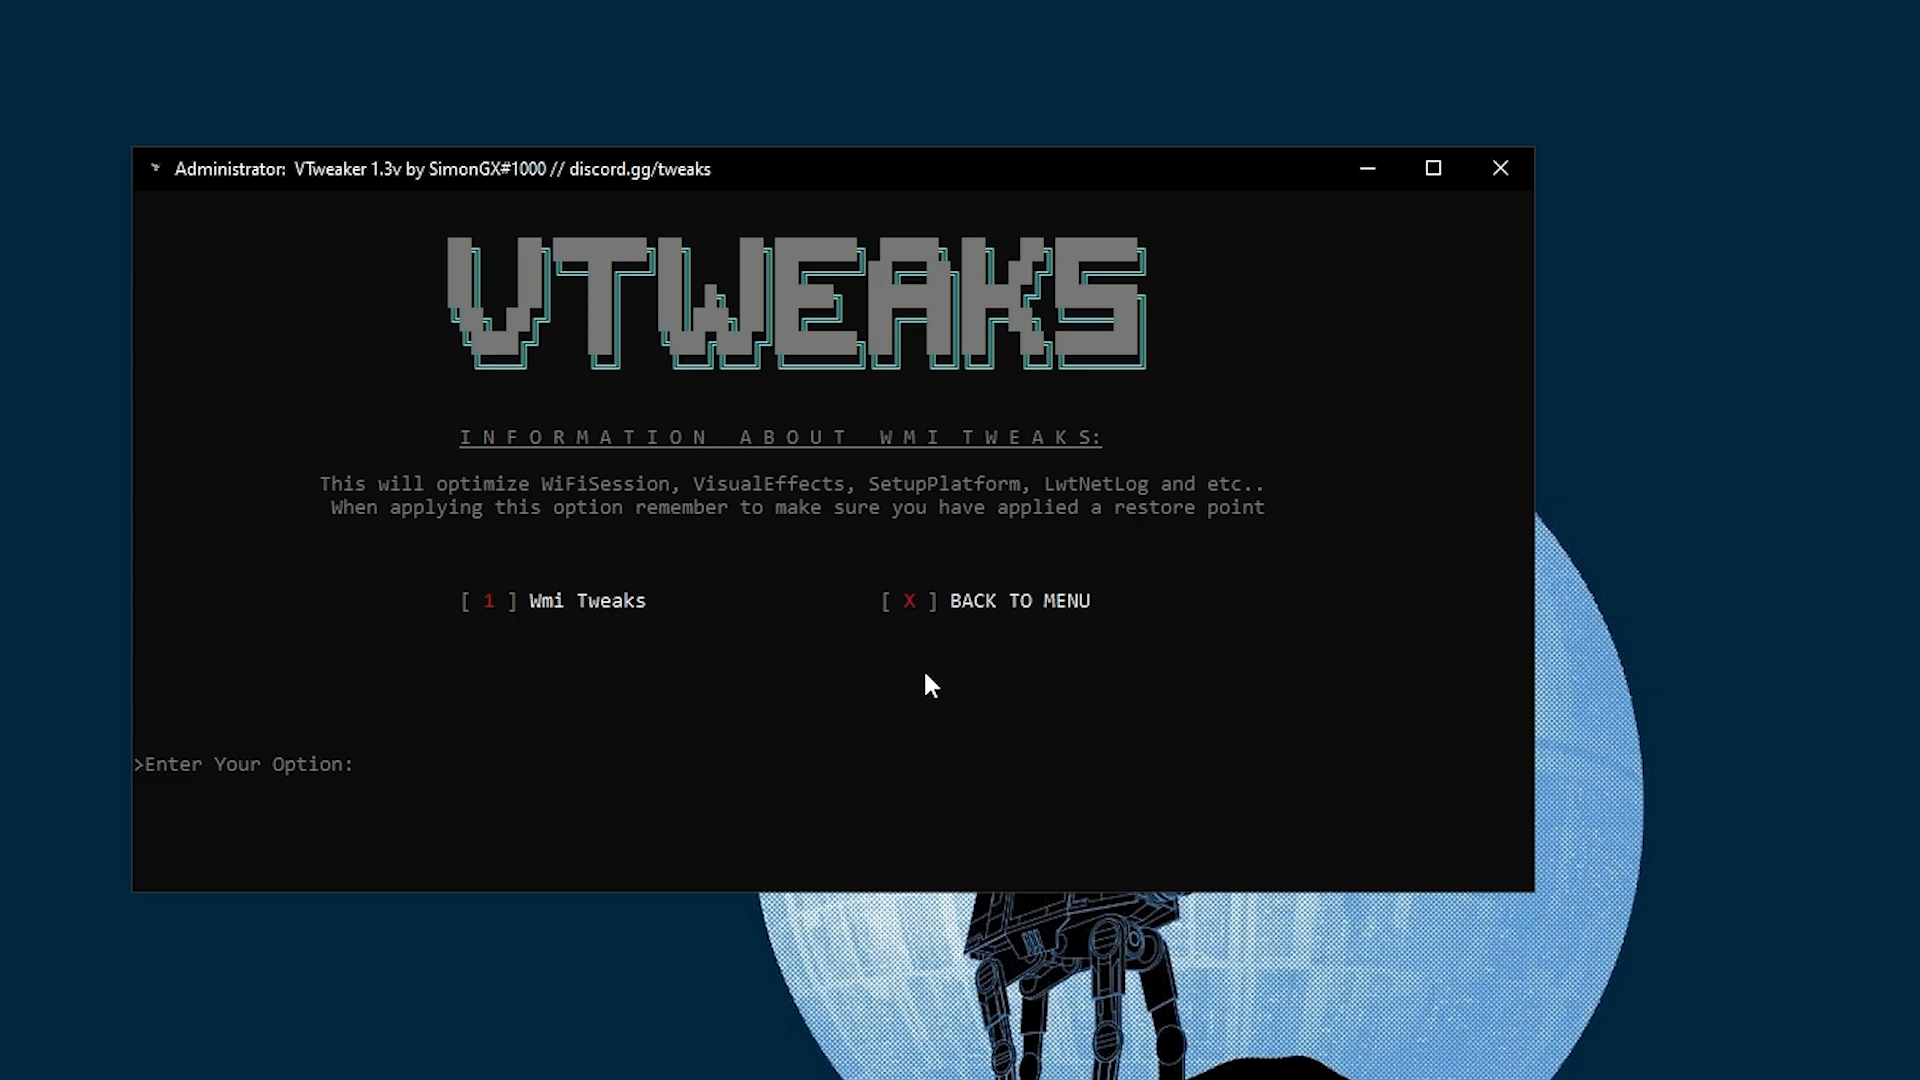 Administrator: VTweaker 1.3v by SimonGX#1000 // discord.gg/tweaks
VTWEAKS
I N F O R M A T I O N   A B O U T   W M I  T W E A K S:
This will optimize WiFiSession, VisualEffects, SetupPlatform, LwtNetLog and etc..
When applying this option remember to make sure you have applied a restore point
[ 1 ] Wmi Tweaks [ X ] BACK TO MENU
>Enter Your Option: